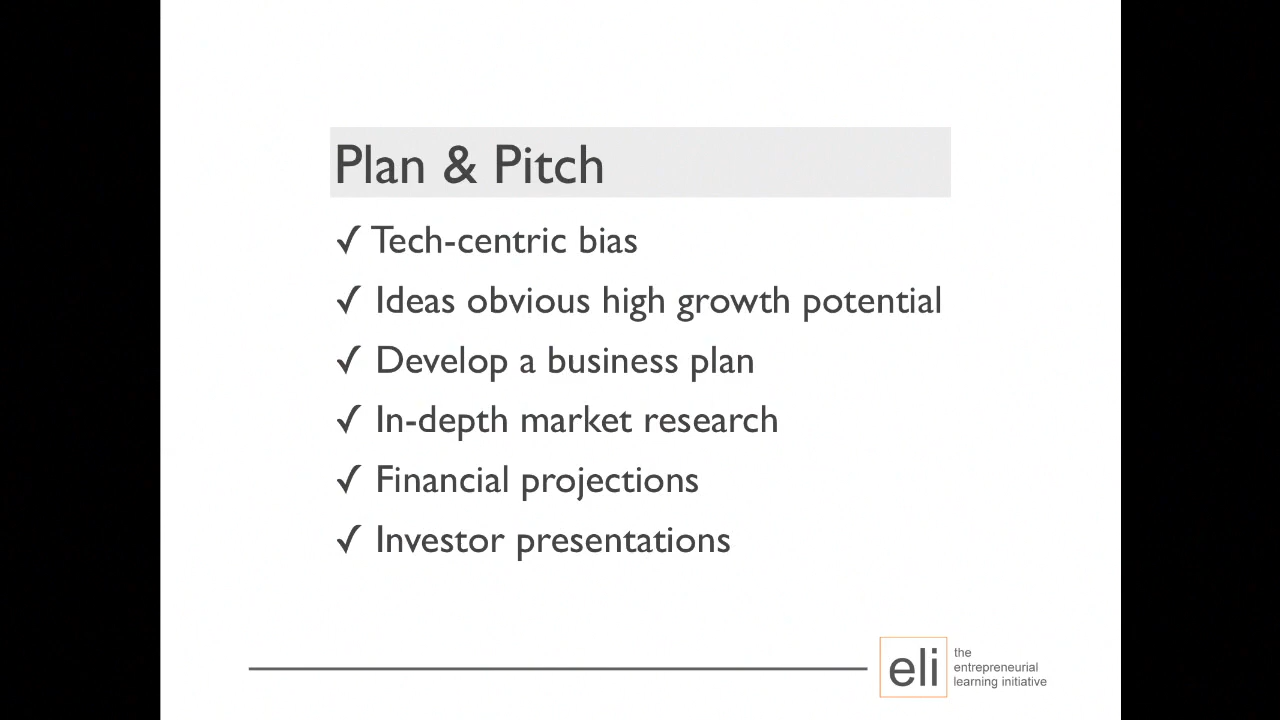 Plan & Pitch
✓ Tech-centric bias
✓ Ideas obvious high growth potential
✓ Develop a business plan
✓ In-depth market research
✓ Financial projections
✓ Investor presentations
eli
the
entrepreneurial
learning initiative